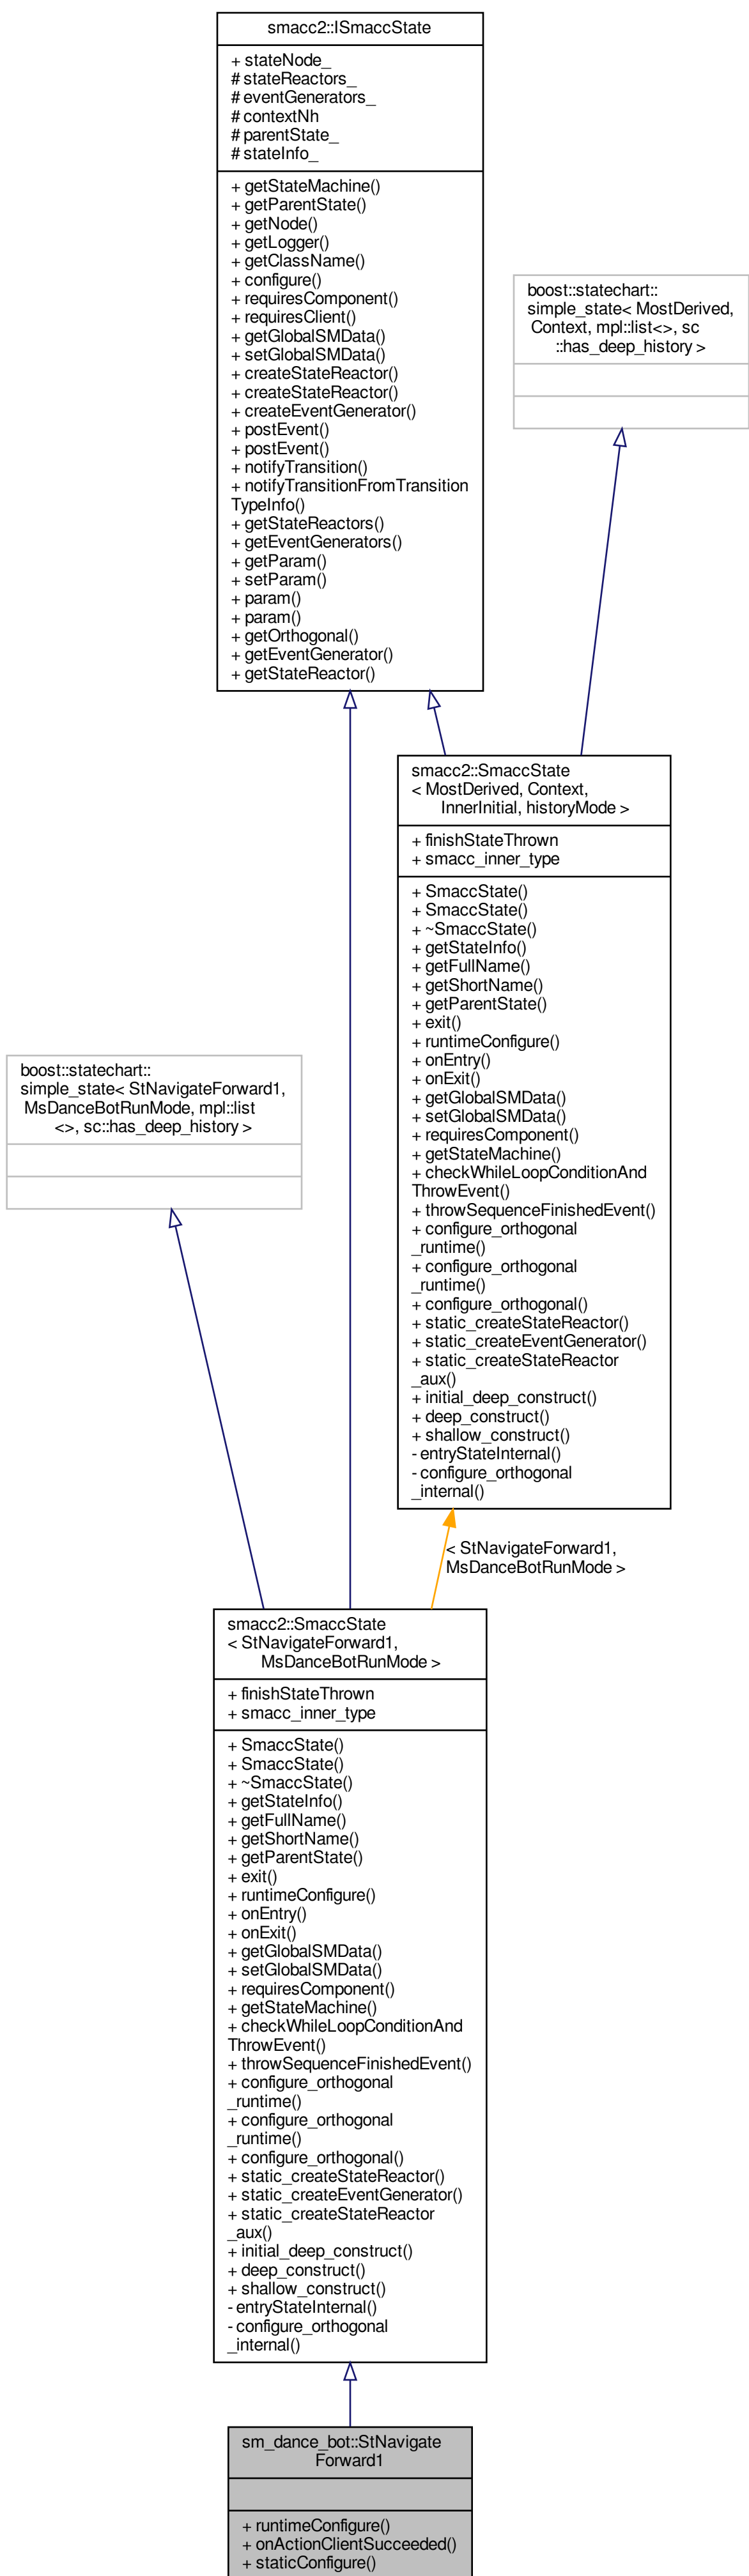 smacc2::ISmaccState
+ stateNode_
# stateReactors_
# eventGenerators_
# contextNh
# parentState_
# stateInfo_
+ getStateMachine()
+ getParentState()
+ getNode()
+ getLogger()
+ getClassName()
+ configure()
+ requiresComponent()
+ requiresClient()
+ getGlobalSMData()
+ setGlobalSMData()
+ createStateReactor()
+ createStateReactor()
+ createEventGenerator()
+ postEvent()
+ postEvent()
+ notifyTransition()
+ notifyTransitionFromTransition
TypeInfo()
+ getStateReactors()
+ getEventGenerators()
+ getParam()
+ setParam()
+ param()
+ param()
+ getOrthogonal()
+ getEventGenerator()
+ getStateReactor()
boost::statechart::
simple_state< MostDerived,
Context, mpl::list<>, sc
::has_deep_history >
smacc2::SmaccState
< MostDerived, Context,
InnerInitial, historyMode >
+ finishStateThrown
+ smacc_inner_type
+ SmaccState()
+ SmaccState()
+ ~SmaccState()
+ getStateInfo()
+ getFullName()
+ getShortName()
+ getParentState()
+ exit()
+ runtimeConfigure()
+ onEntry()
+ onExit()
+ getGlobalSMData()
+ setGlobalSMData()
+ requiresComponent()
+ getStateMachine()
+ checkWhileLoopConditionAnd
ThrowEvent()
+ throwSequenceFinishedEvent()
+ configure_orthogonal
_runtime()
+ configure_orthogonal
_runtime()
+ configure_orthogonal()
+ static_createStateReactor()
+ static_createEventGenerator()
+ static_createStateReactor
_aux()
+ initial_deep_construct()
+ deep_construct()
+ shallow_construct()
- entryStateInternal()
- configure_orthogonal
_internal()
boost::statechart::
simple_state< StNavigateForward1,
MsDanceBotRunMode, mpl::list
<>, sc::has_deep_history >
< StNavigateForward1,
MsDanceBotRunMode >
smacc2::SmaccState
< StNavigateForward1,
MsDanceBotRunMode >
+ finishStateThrown
+ smacc_inner_type
+ SmaccState()
+ SmaccState()
+ ~SmaccState()
+ getStateInfo()
+ getFullName()
+ getShortName()
+ getParentState()
+ exit()
+ runtimeConfigure()
+ onEntry()
+ onExit()
+ getGlobalSMData()
+ setGlobalSMData()
+ requiresComponent()
+ getStateMachine()
+ checkWhileLoopConditionAnd
ThrowEvent()
+ throwSequenceFinishedEvent()
+ configure_orthogonal
_runtime()
+ configure_orthogonal
_runtime()
+ configure_orthogonal()
+ static_createStateReactor()
+ static_createEventGenerator()
+ static_createStateReactor
_aux()
+ initial_deep_construct()
+ deep_construct()
+ shallow_construct()
- entryStateInternal()
- configure_orthogonal
_internal()
sm_dance_bot::StNavigate
Forward1
+ runtimeConfigure()
+ onActionClientSucceeded()
+ staticConfigure()